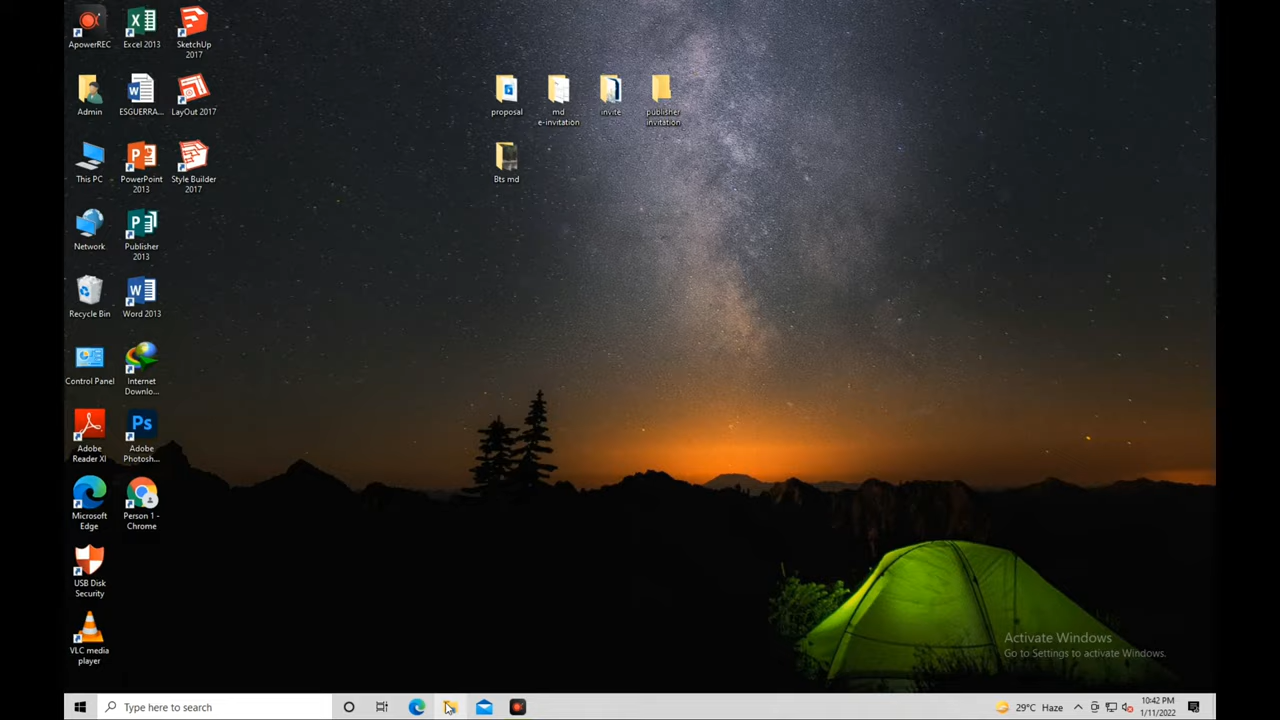 ApowerREC
Excel 2013
SketchUp
2017
Admin
ESGUERRA...
LayOut 2017
This PC
PowerPoint
2013
Style Builder
2017
Network
Publisher
2013
Recycle Bin
Word 2013
Control Panel
Internet
Downlo...
Adobe
Reader XI
Adobe
Photosh...
Microsoft
Edge
Person 1 -
Chrome
USB Disk
Security
VLC media
player
proposal
md
e-invitation
invite
publisher
invitation
Bts md
Activate Windows
Go to Settings to activate Windows.
Type here to search
29°C Haze
10:42 PM
1/11/2022